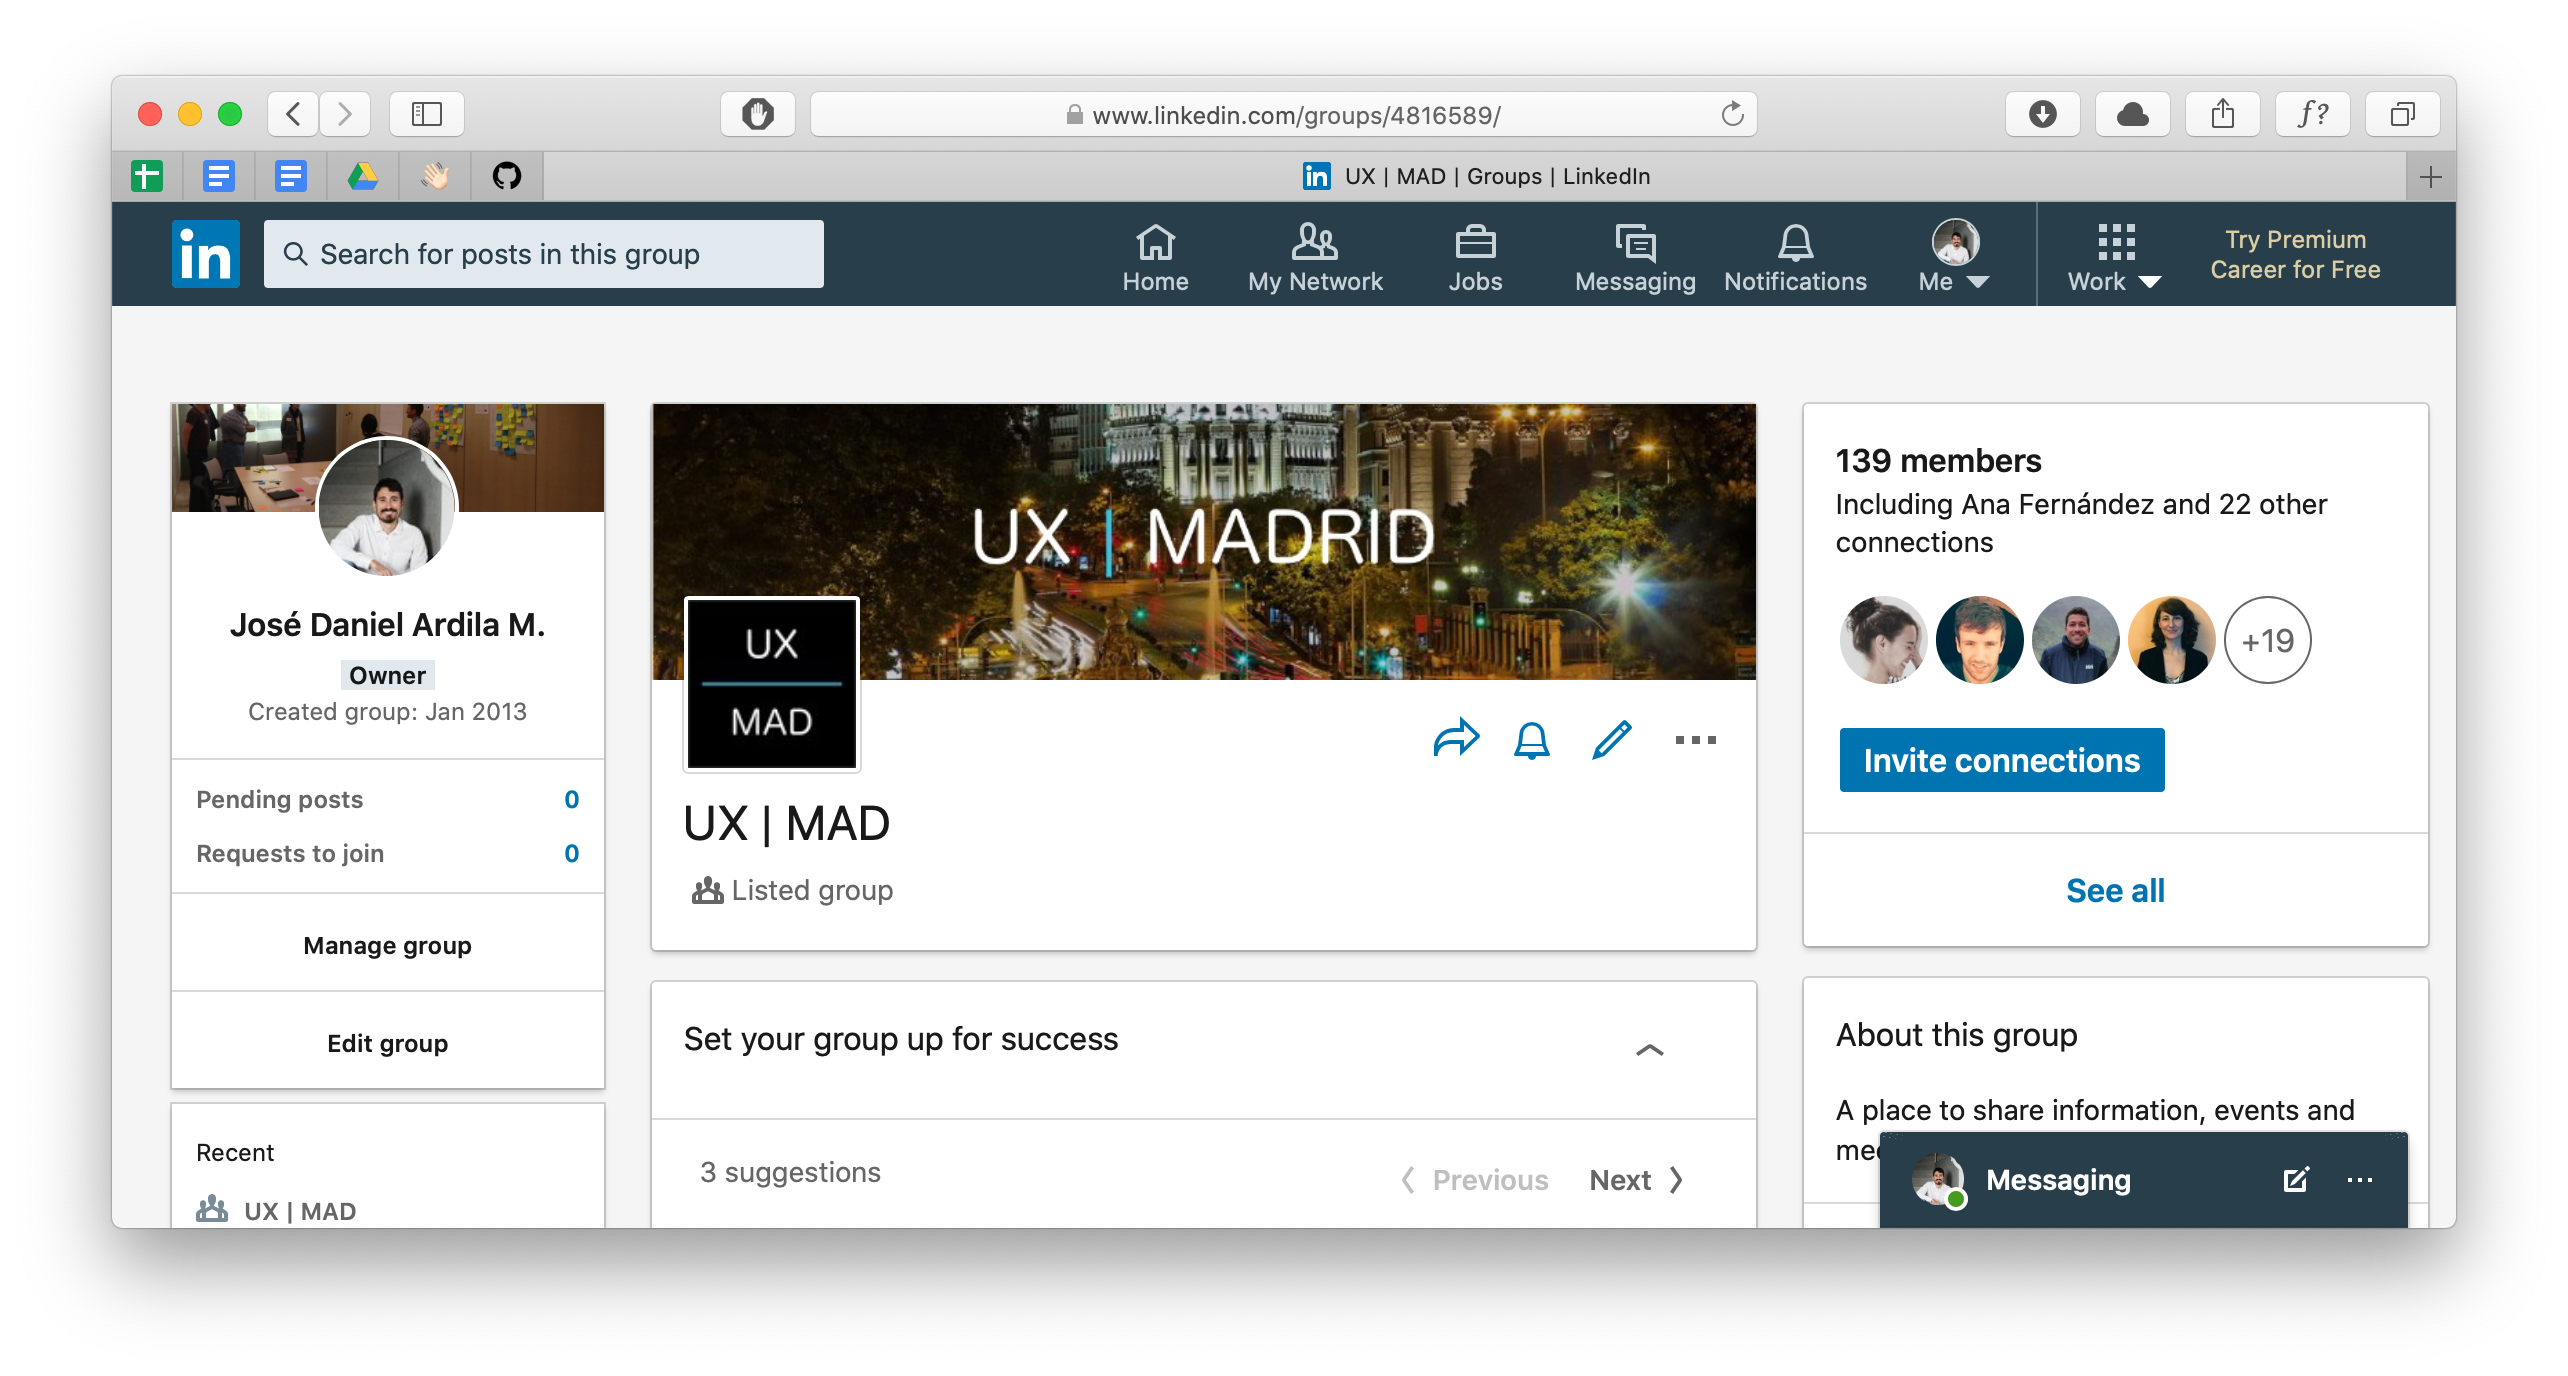 www.linkedin.com/groups/4816589/
f?
in UX | MAD | Groups | LinkedIn
in
Search for posts in this group
Home
My Network
Jobs
Messaging
Notifications
Me
Work
Try Premium
Career for Free
José Daniel Ardila M.
Owner
Created group: Jan 2013
Pending posts 0
Requests to join 0
Manage group
Edit group
Recent
UX | MAD
UX | MADRID
UX
MAD
UX | MAD
Listed group
Set your group up for success
3 suggestions
Previous
Next
139 members
Including Ana Fernández and 22 other
connections
+19
Invite connections
See all
About this group
A place to share information, events and
Messaging